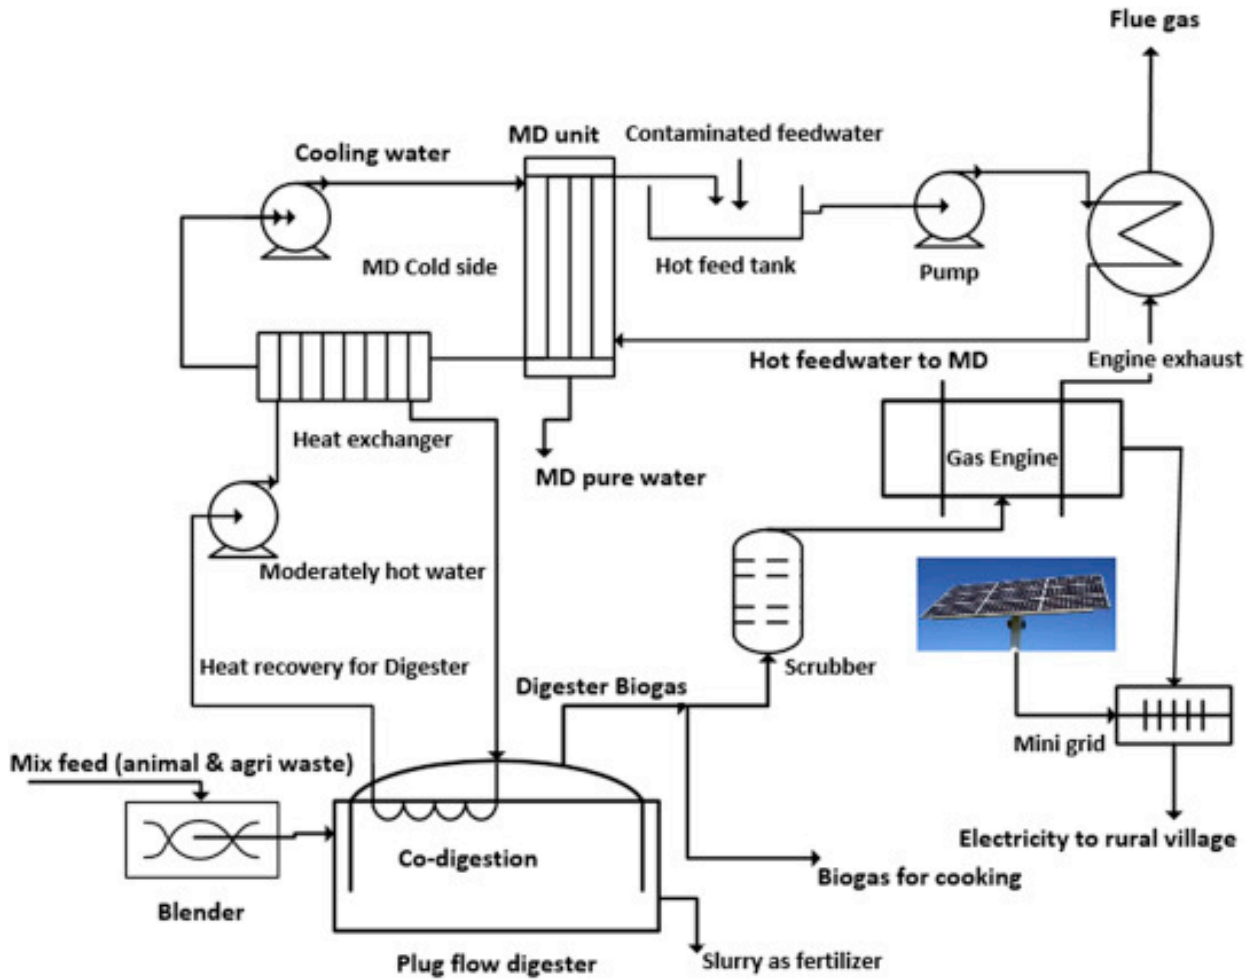 Flue gas
MD unit
Contaminated feedwater
Cooling water
MD Cold side
Hot feed tank
Pump
Hot feedwater to MD
Engine exhaust
Heat exchanger
Gas Engine
MD pure water
Moderately hot water
Heat recovery for Digester
Scrubber
Digester Biogas
Mini grid
Mix feed (animal & agri waste)
Electricity to rural village
Co-digestion
Biogas for cooking
Blender
Plug flow digester
Slurry as fertilizer